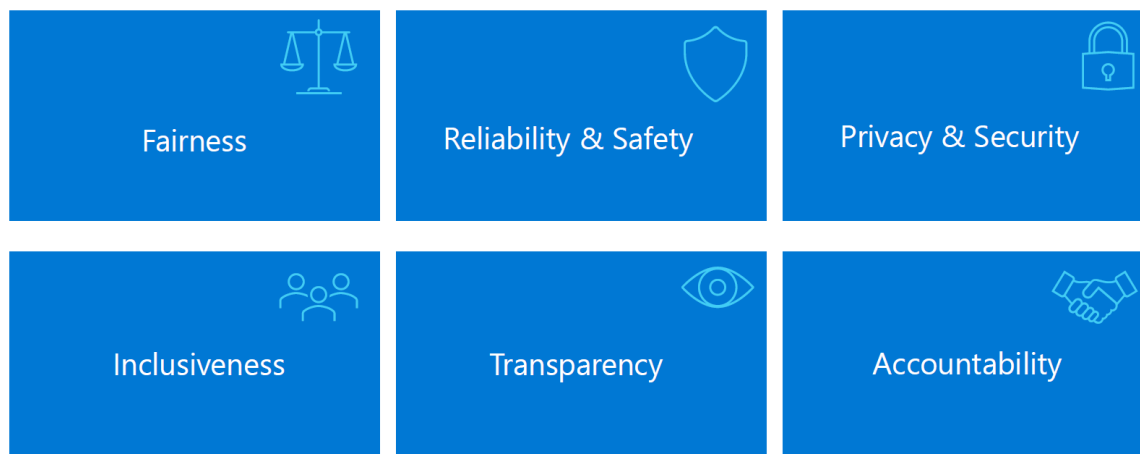 Fairness
Reliability & Safety
Privacy & Security
Inclusiveness
Transparency
Accountability